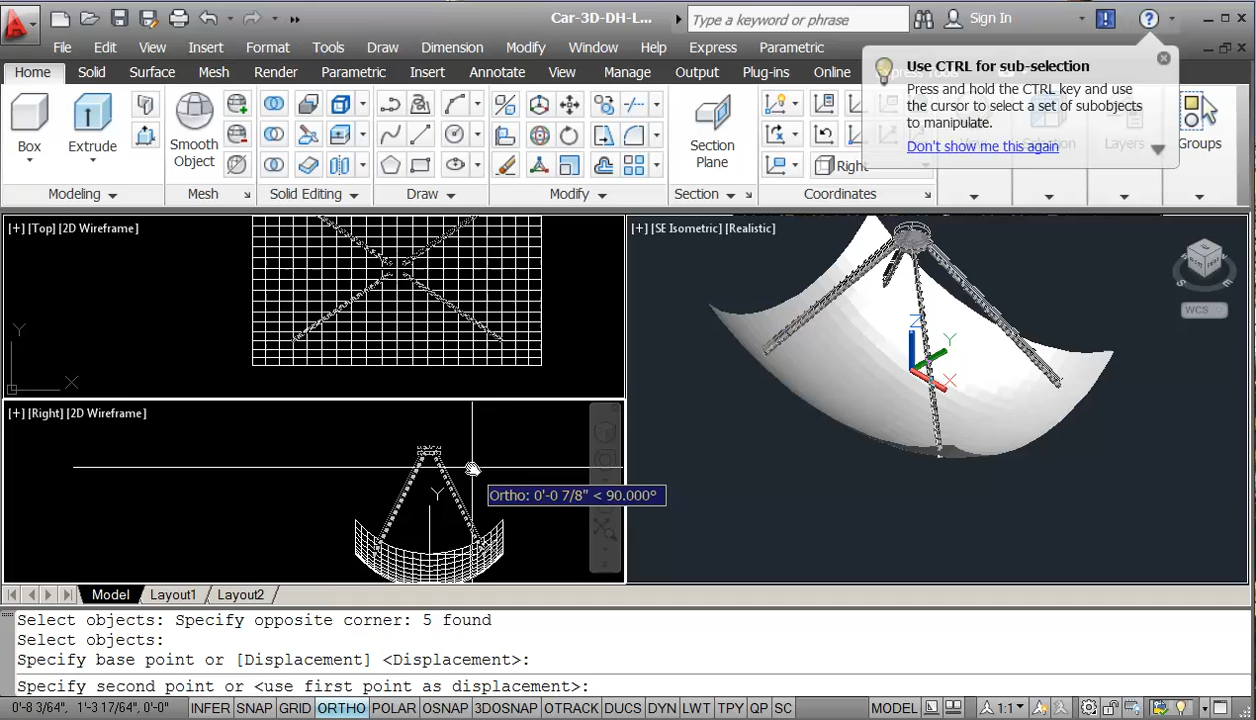 Car-3D-DH-L...
Type a keyword or phrase
Sign In
File Edit View Insert Format Tools Draw Dimension Modify Window Help Express Parametric
Home Solid Surface Mesh Render Parametric Insert Annotate View Manage Output Plug-ins Online Express Tools
Use CTRL for sub-selection
Press and hold the CTRL key and use
the cursor to select a set of subobjects
to manipulate.
Don't show me this again
Box Extrude Smooth
Object
Section
Plane
Right
Layers
Groups
Modeling Mesh Solid Editing Draw Modify Section Coordinates
[+] [Top] [2D Wireframe]
Y
X
[+] [Right] [2D Wireframe]
Y
Ortho: 0'-0 7/8" < 90.000°
[+] [SE Isometric] [Realistic]
Z
Y
X
S
E
WCS
Model Layout1 Layout2
Select objects: Specify opposite corner: 5 found
Select objects:
Specify base point or [Displacement] <Displacement>:
Specify second point or <use first point as displacement>:
0'-8 3/64", 1'-3 17/64", 0'-0" INFER SNAP GRID ORTHO POLAR OSNAP 3DOSNAP OTRACK DUCS DYN LWT TPY QP SC MODEL 1:1